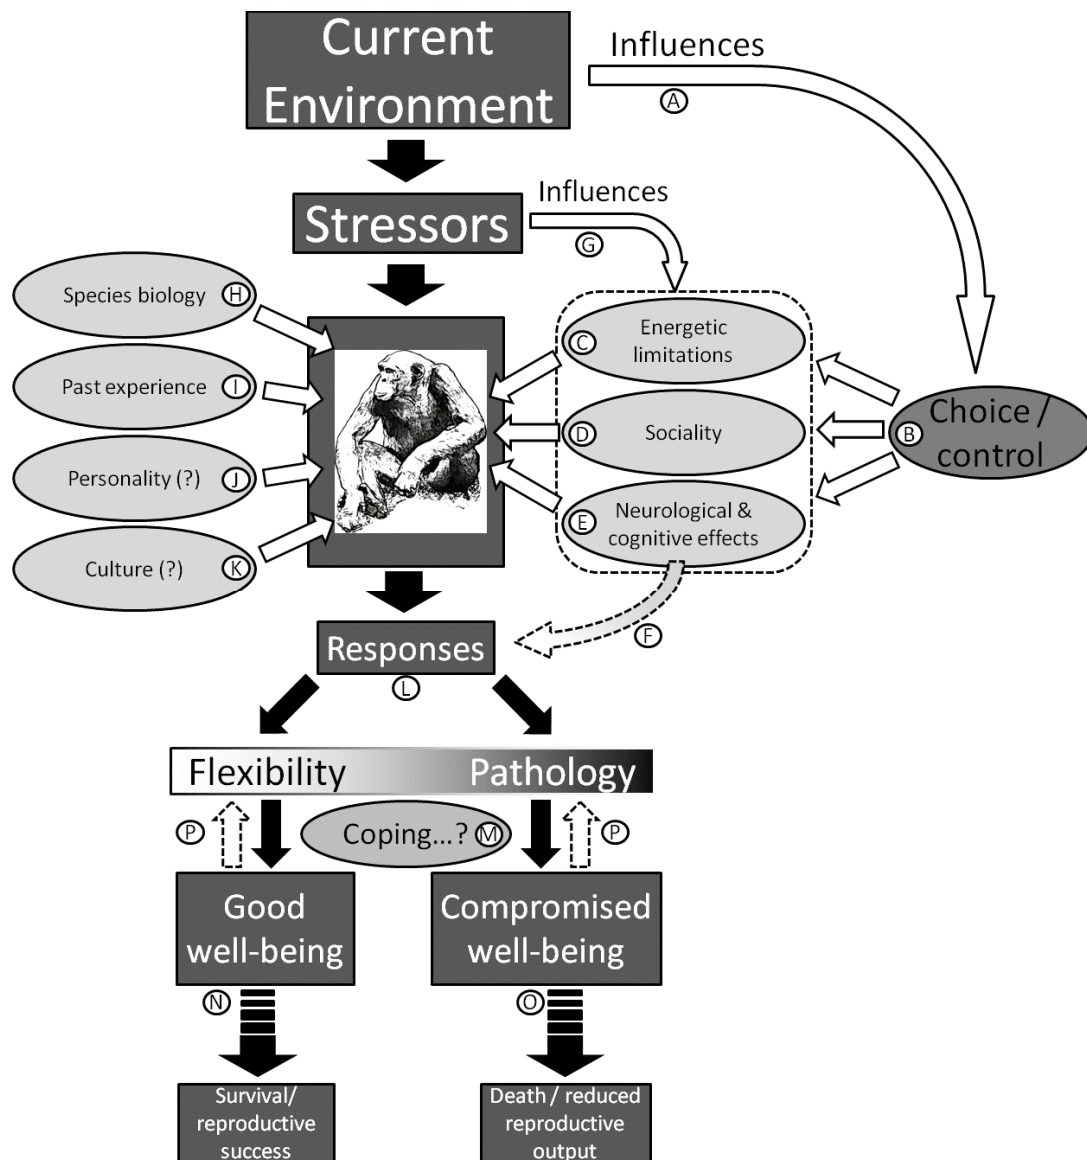 Current
Environment
Influences
A
Stressors
Influences
G
Species biology H
Past experience I
Personality (?) J
Culture (?) K
C Energetic
limitations
D Sociality
E Neurological &
cognitive effects
B Choice /
control
F
Responses
L
Flexibility Pathology
P Coping...? M P
Good
well-being
Compromised
well-being
N O
Survival/
reproductive
success
Death / reduced
reproductive
output